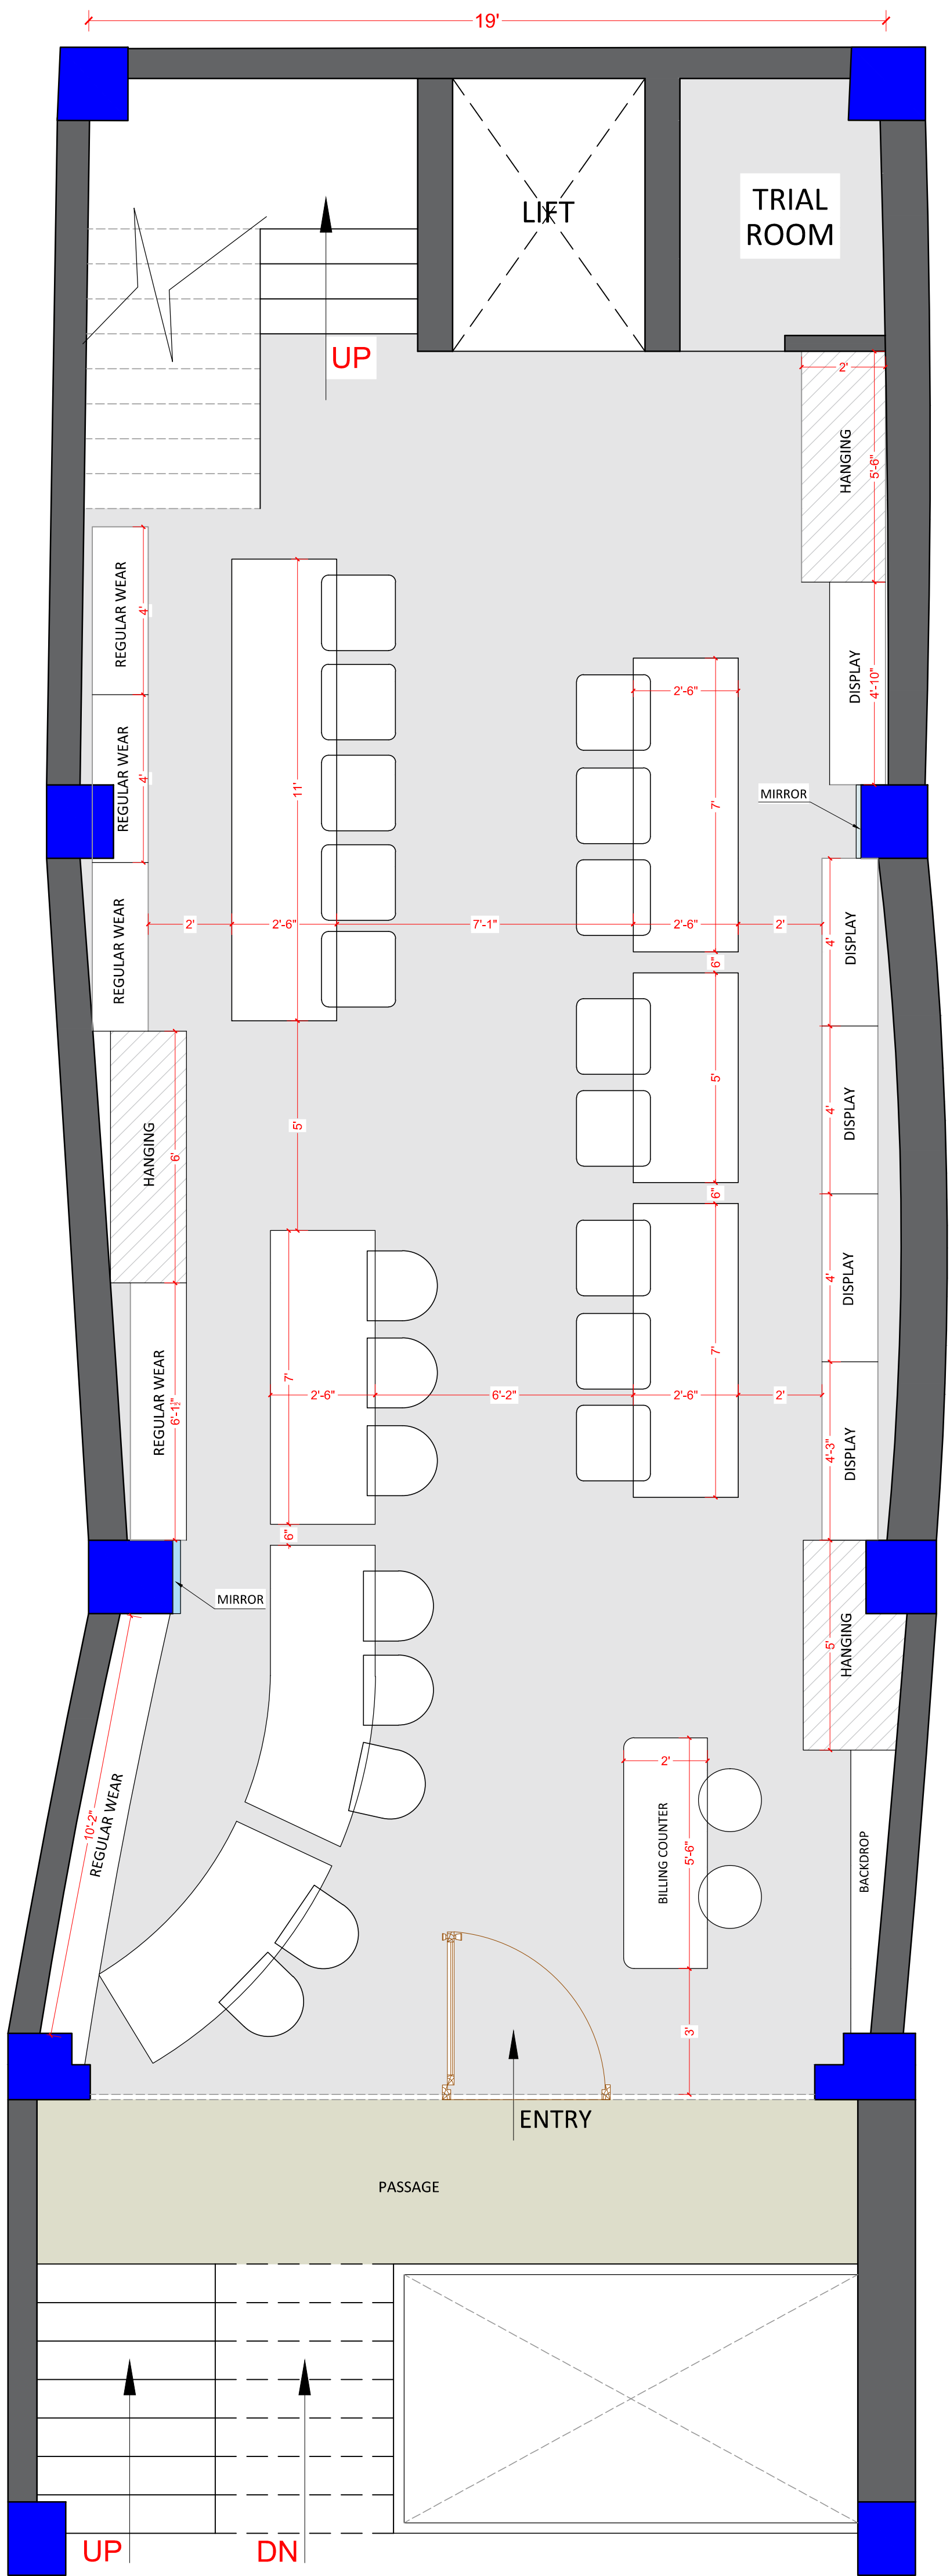 19'
LIFT
TRIAL
ROOM
UP
2'
HANGING
5'-6"
REGULAR WEAR
4'
DISPLAY
4'-10"
2'-6"
REGULAR WEAR
4'
11'
7'
MIRROR
REGULAR WEAR
2'
2'-6"
7'-1"
2'-6"
2'
4'
DISPLAY
6"
5'
4'
DISPLAY
HANGING
6'
5'
6"
4'
DISPLAY
REGULAR WEAR
6'-1½"
7'
2'-6"
6'-2"
2'-6"
2'
7'
4'-3"
DISPLAY
6"
MIRROR
5'
HANGING
10'-2"
REGULAR WEAR
2'
BILLING COUNTER
5'-6"
BACKDROP
3'
ENTRY
PASSAGE
UP
DN